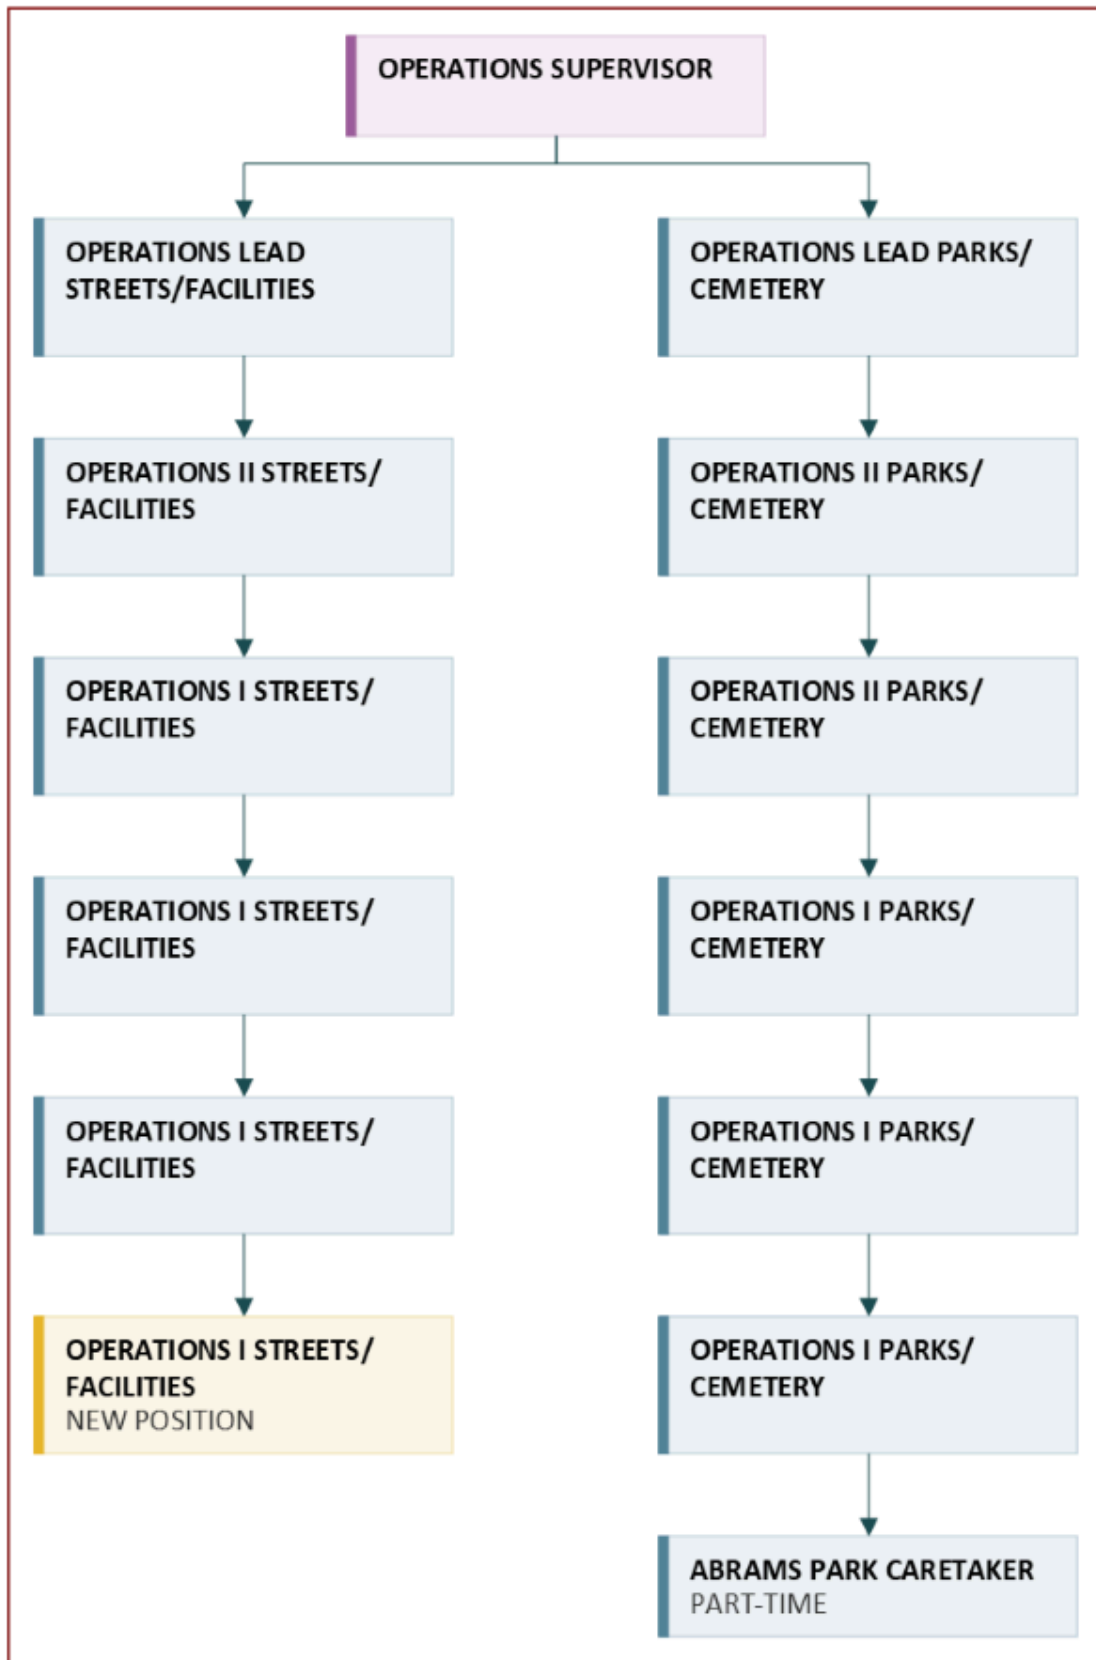 OPERATIONS SUPERVISOR
OPERATIONS LEAD
STREETS/FACILITIES
OPERATIONS II STREETS/
FACILITIES
OPERATIONS I STREETS/
FACILITIES
OPERATIONS I STREETS/
FACILITIES
OPERATIONS I STREETS/
FACILITIES
OPERATIONS I STREETS/
FACILITIES
NEW POSITION
OPERATIONS LEAD PARKS/
CEMETERY
OPERATIONS II PARKS/
CEMETERY
OPERATIONS II PARKS/
CEMETERY
OPERATIONS I PARKS/
CEMETERY
OPERATIONS I PARKS/
CEMETERY
OPERATIONS I PARKS/
CEMETERY
ABRAMS PARK CARETAKER
PART-TIME